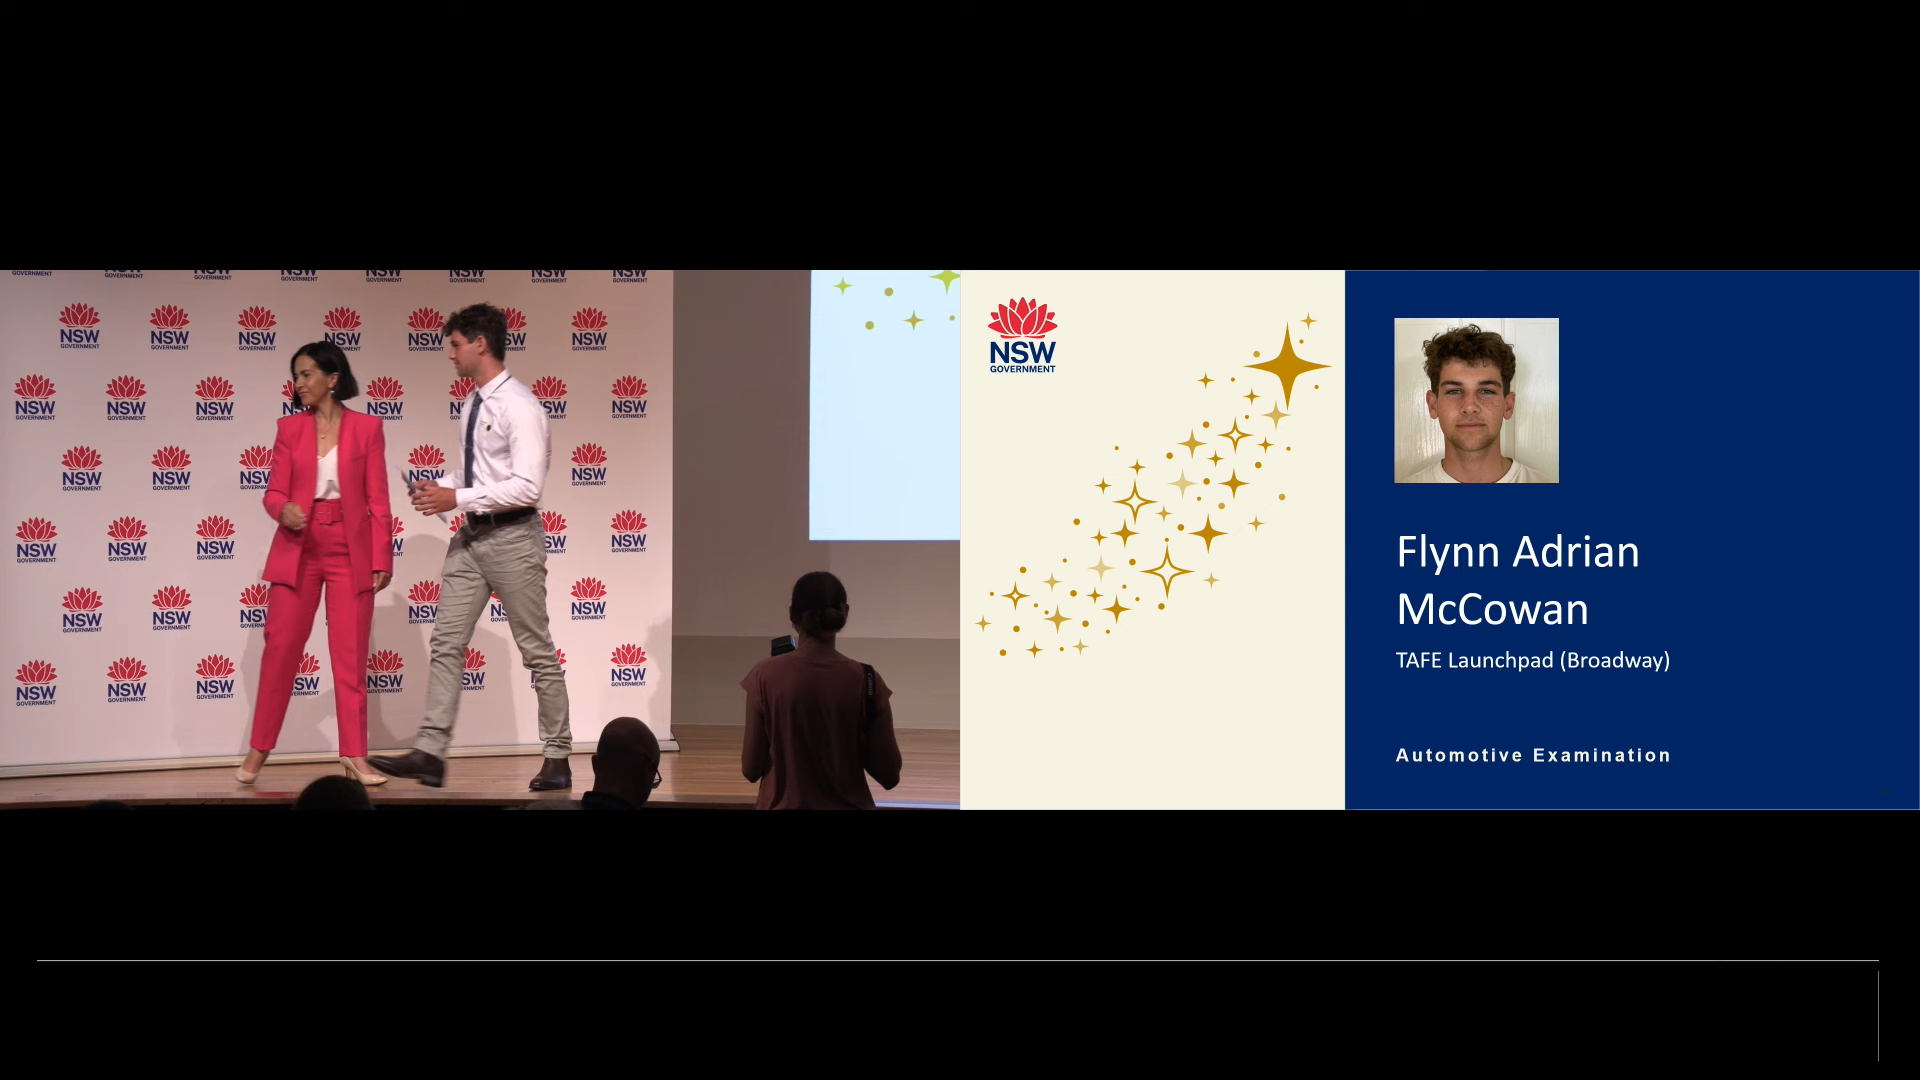 NSW
GOVERNMENT
Flynn Adrian
McCowan
TAFE Launchpad (Broadway)
Automotive Examination